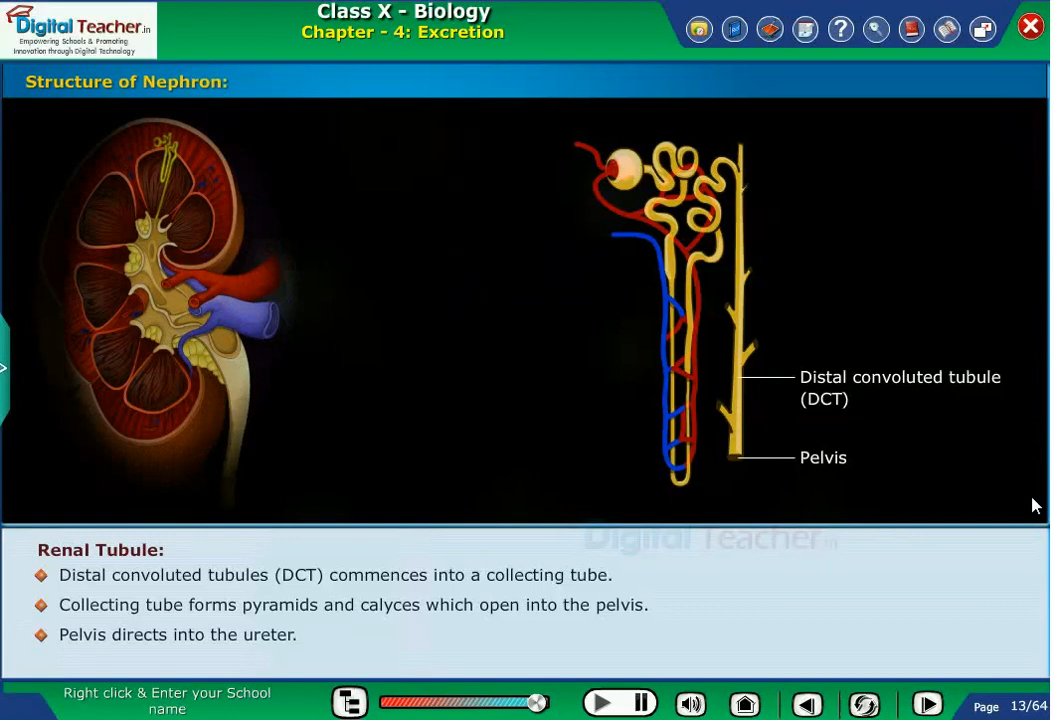 Digital Teacher.in
Empowering Schools & Promoting
Innovation through Digital Technology
Class X - Biology
Chapter - 4: Excretion
?
Structure of Nephron:
Distal convoluted tubule
(DCT)
Pelvis
Digital Teacher.in
Renal Tubule:
Distal convoluted tubules (DCT) commences into a collecting tube.
Collecting tube forms pyramids and calyces which open into the pelvis.
Pelvis directs into the ureter.
Right click & Enter your School
name
Page 13/64